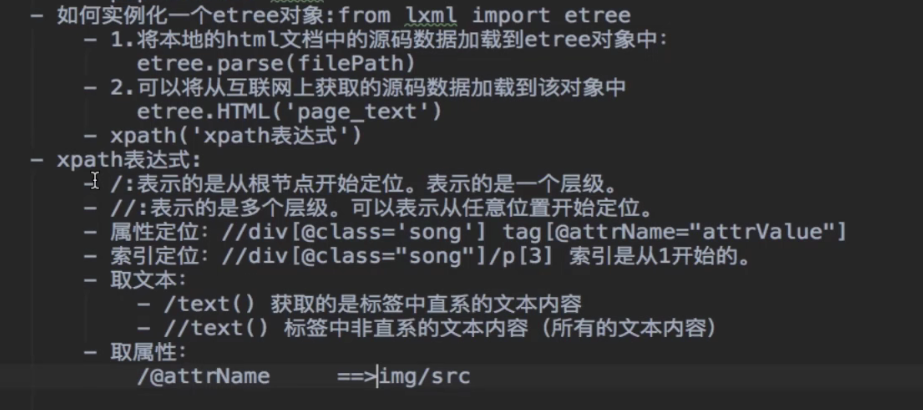 - 如何实例化一个etree对象:from lxml import etree
- 1.将本地的html文档中的源码数据加载到etree对象中:
etree.parse(filePath)
- 2.可以将从互联网上获取的源码数据加载到该对象中
etree.HTML('page_text')
- xpath('xpath表达式')
- xpath表达式:
- /:表示的是从根节点开始定位。表示的是一个层级。
- //:表示的是多个层级。可以表示从任意位置开始定位。
- 属性定位: //div[@class='song'] tag[@attrName="attrValue"]
- 索引定位: //div[@class="song"]/p[3] 索引是从1开始的。
- 取文本:
- /text() 获取的是标签中直系的文本内容
- //text() 标签中非直系的文本内容（所有的文本内容）
- 取属性:
/@attrName ==>img/src